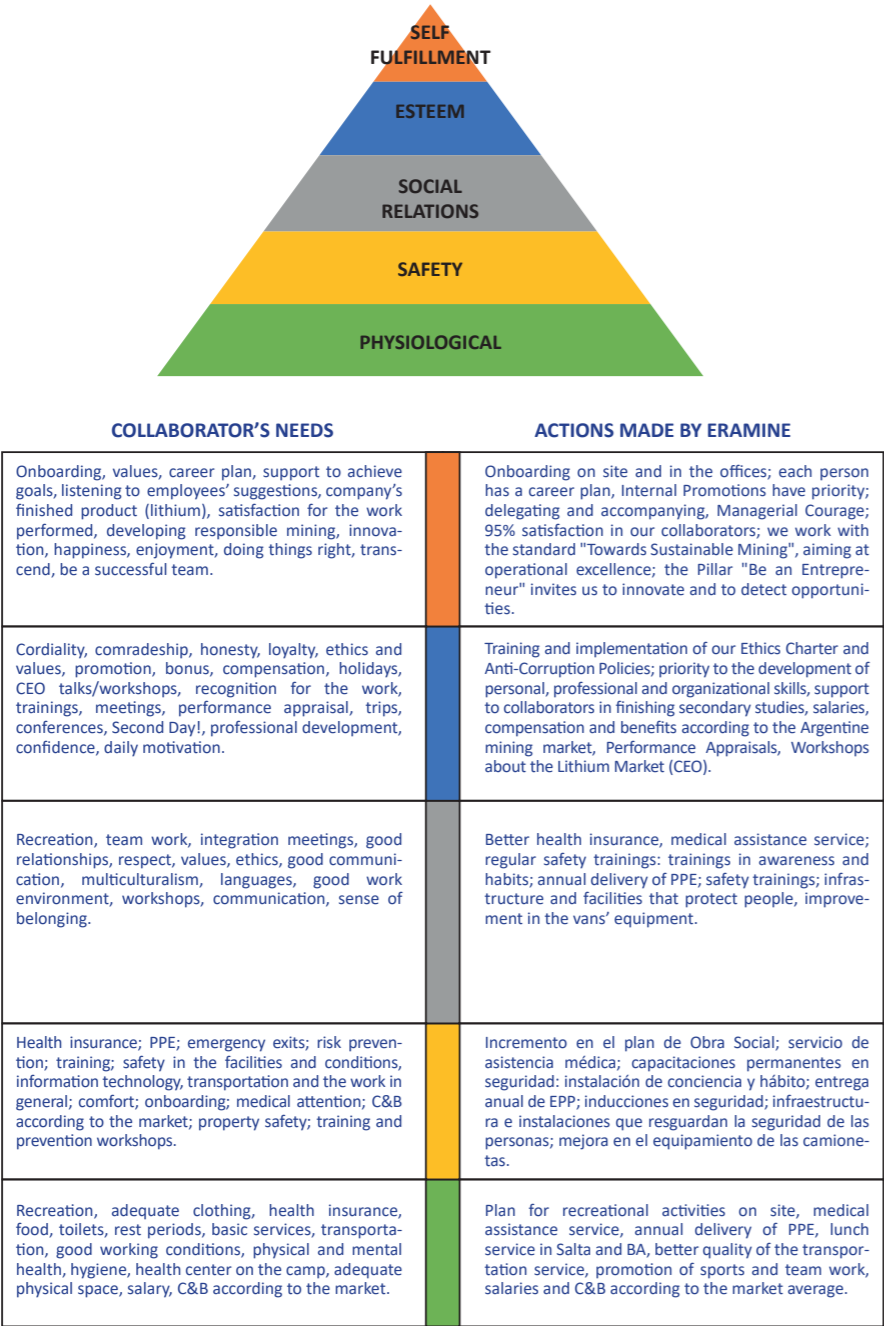 SELF
FULFILLMENT
ESTEEM
SOCIAL
RELATIONS
SAFETY
PHYSIOLOGICAL
COLLABORATOR'S NEEDS
ACTIONS MADE BY ERAMINE
Onboarding, values, career plan, support to achieve
goals, listening to employees' suggestions, company's
finished product (lithium), satisfaction for the work
performed, developing responsible mining, innova-
tion, happiness, enjoyment, doing things right, trans-
cend, be a successful team.
Onboarding on site and in the offices; each person
has a career plan, Internal Promotions have priority;
delegating and accompanying, Managerial Courage;
95% satisfaction in our collaborators; we work with
the standard "Towards Sustainable Mining", aiming at
operational excellence; the Pillar "Be an Entrepre-
neur" invites us to innovate and to detect opportuni-
ties.
Cordiality, comradeship, honesty, loyalty, ethics and
values, promotion, bonus, compensation, holidays,
CEO talks/workshops, recognition for the work,
trainings, meetings, performance appraisal, trips,
conferences, Second Day!, professional development,
confidence, daily motivation.
Training and implementation of our Ethics Charter and
Anti-Corruption Policies; priority to the development of
personal, professional and organizational skills, support
to collaborators in finishing secondary studies, salaries,
compensation and benefits according to the Argentine
mining market, Performance Appraisals, Workshops
about the Lithium Market (CEO).
Recreation, team work, integration meetings, good
relationships, respect, values, ethics, good communi-
cation, multiculturalism, languages, good work
environment, workshops, communication, sense of
belonging.
Better health insurance, medical assistance service;
regular safety trainings: trainings in awareness and
habits; annual delivery of PPE; safety trainings; infras-
tructure and facilities that protect people, improve-
ment in the vans' equipment.
Health insurance; PPE; emergency exits; risk preven-
tion; training; safety in the facilities and conditions,
information technology, transportation and the work in
general; comfort; onboarding; medical attention; C&B
according to the market; property safety; training and
prevention workshops.
Incremento en el plan de Obra Social; servicio de
asistencia médica; capacitaciones permanentes en
seguridad: instalación de conciencia y hábito; entrega
anual de EPP; inducciones en seguridad; infraestructu-
ra e instalaciones que resguardan la seguridad de las
personas; mejora en el equipamiento de las camione-
tas.
Recreation, adequate clothing, health insurance,
food, toilets, rest periods, basic services, transporta-
tion, good working conditions, physical and mental
health, hygiene, health center on the camp, adequate
physical space, salary, C&B according to the market.
Plan for recreational activities on site, medical
assistance service, annual delivery of PPE, lunch
service in Salta and BA, better quality of the transpor-
tation service, promotion of sports and team work,
salaries and C&B according to the market average.